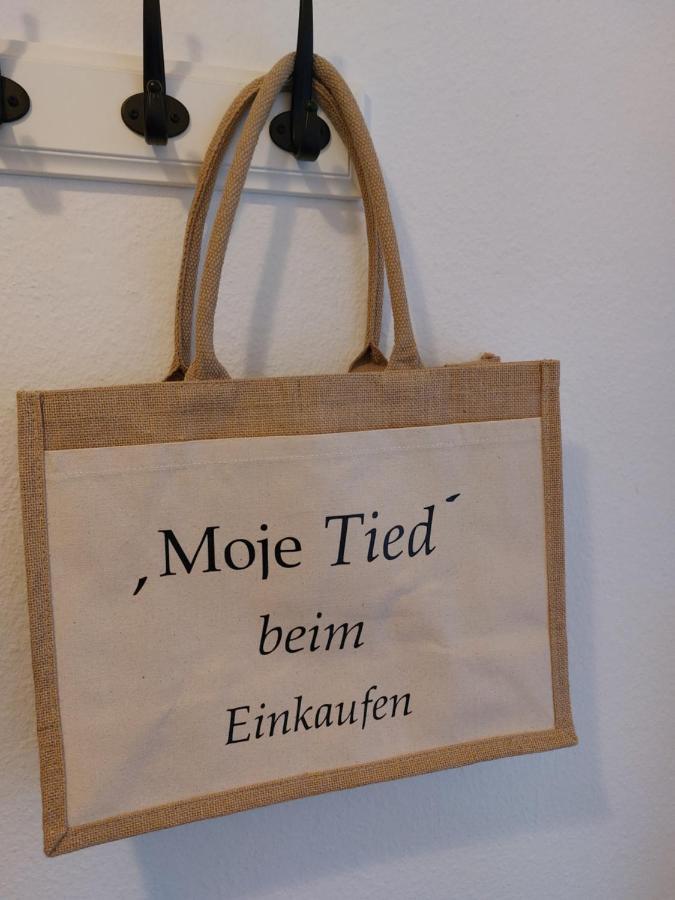 ‚Moje Tied´
beim
Einkaufen